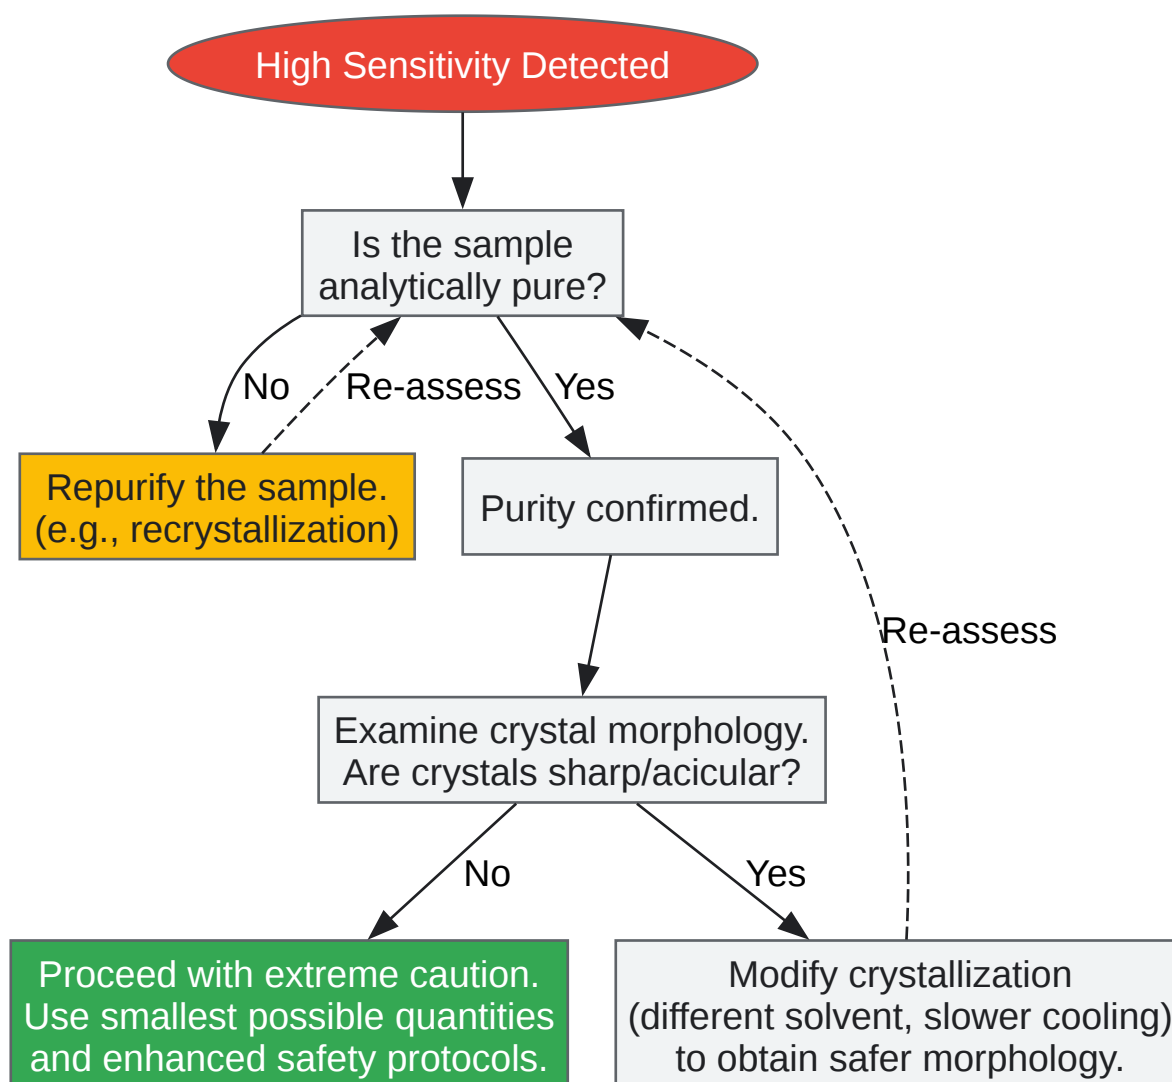 High Sensitivity Detected
Is the sample
analytically pure?
No
Re-assess
Yes
Repurify the sample.
(e.g., recrystallization)
Purity confirmed.
Re-assess
Examine crystal morphology.
Are crystals sharp/acicular?
No
Yes
Proceed with extreme caution.
Use smallest possible quantities
and enhanced safety protocols.
Modify crystallization
(different solvent, slower cooling)
to obtain safer morphology.